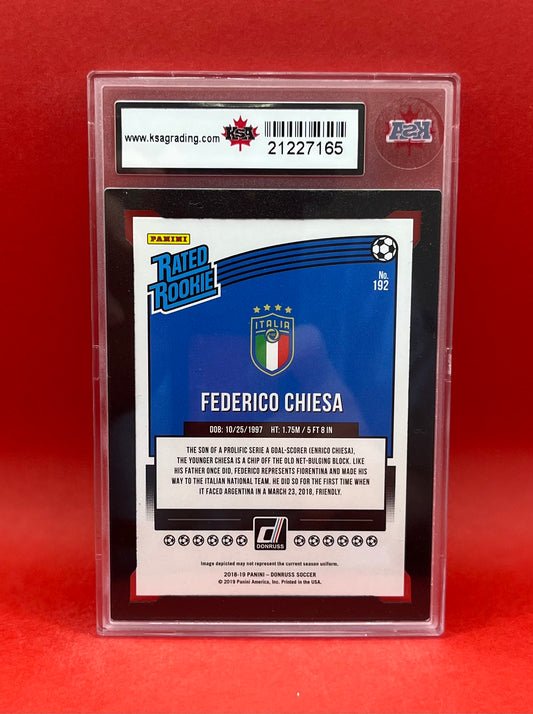 www.ksagrading.com
KSA
21227165
KSA
PANINI
RATED
ROOKIE
No.
192
ITALIA
FEDERICO CHIESA
DOB: 10/25/1997 HT: 1.75M / 5 FT 8 IN
THE SON OF A PROLIFIC SERIE A GOAL-SCORER (ENRICO CHIESA),
THE YOUNGER CHIESA IS A CHIP OFF THE OLD NET-BULGING BLOCK. LIKE
HIS FATHER ONCE DID, FEDERICO REPRESENTS FIORENTINA AND MADE HIS
WAY TO THE ITALIAN NATIONAL TEAM. HE DID SO FOR THE FIRST TIME WHEN
IT FACED ARGENTINA IN A MARCH 23, 2018, FRIENDLY.
d
DONRUSS
Image depicted may not represent the current season uniform.
2018-19 PANINI – DONRUSS SOCCER
© 2019 Panini America, Inc. Printed in the USA.